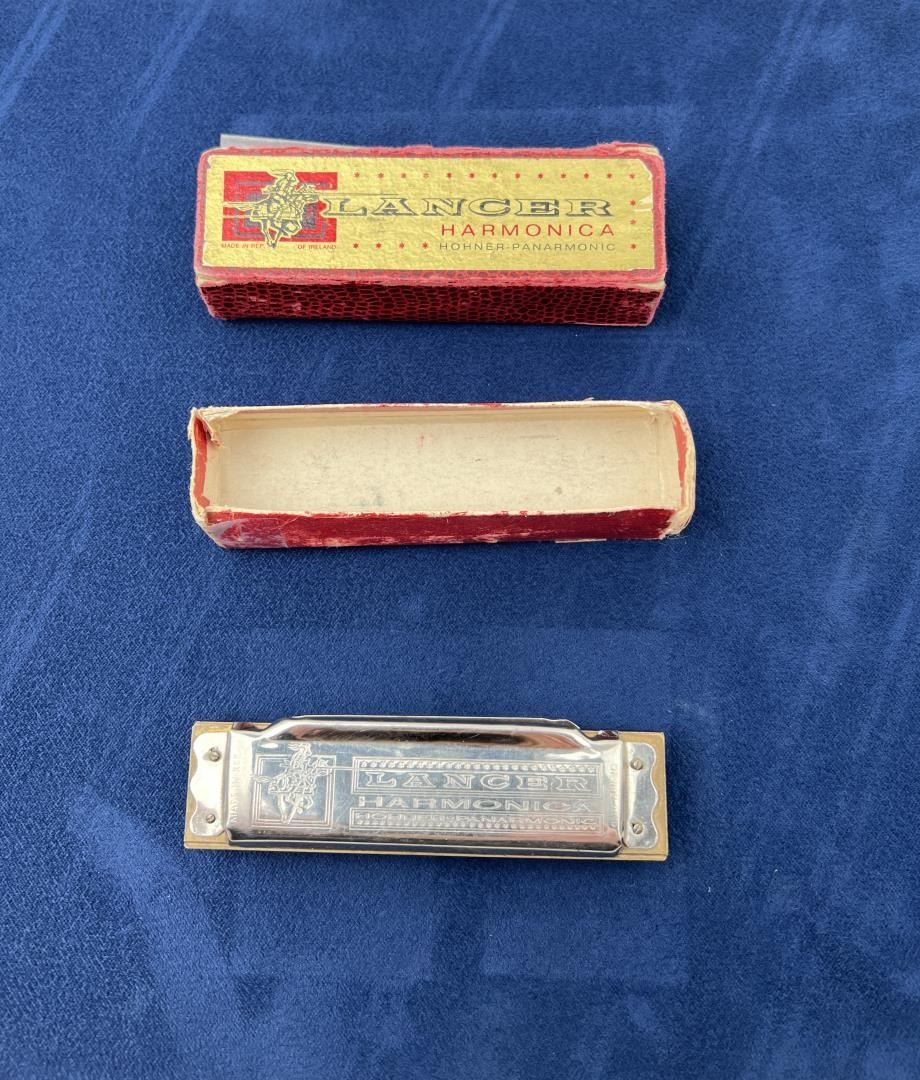 LANCER
HARMONICA
MADE IN REP. OF IRELAND
HOHNER-PANARMONIC
LANCER
HARMONICA
HOHNER-PANARMONIC